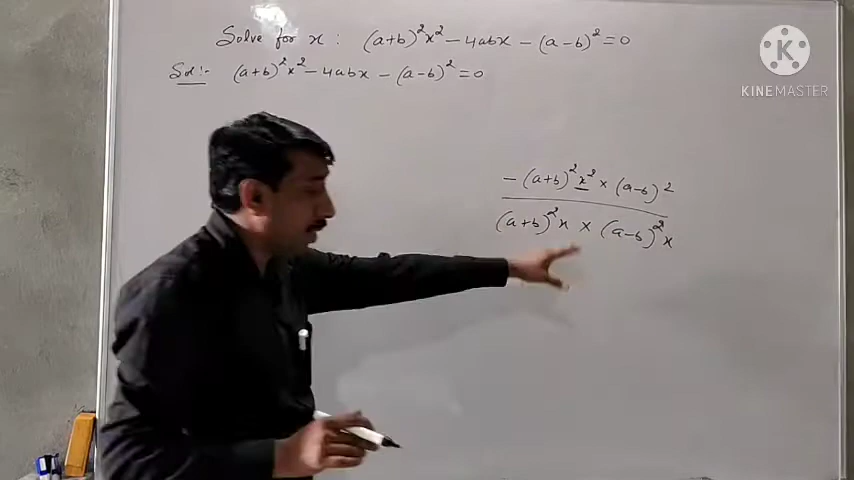 Solve for x : (a+b)²x² - 4abx - (a-b)² = 0
Sol:- (a+b)²x² - 4abx - (a-b)² = 0
K
KINEMASTER
- (a+b)²x² × (a-b)²
(a+b)²x × (a-b)²x